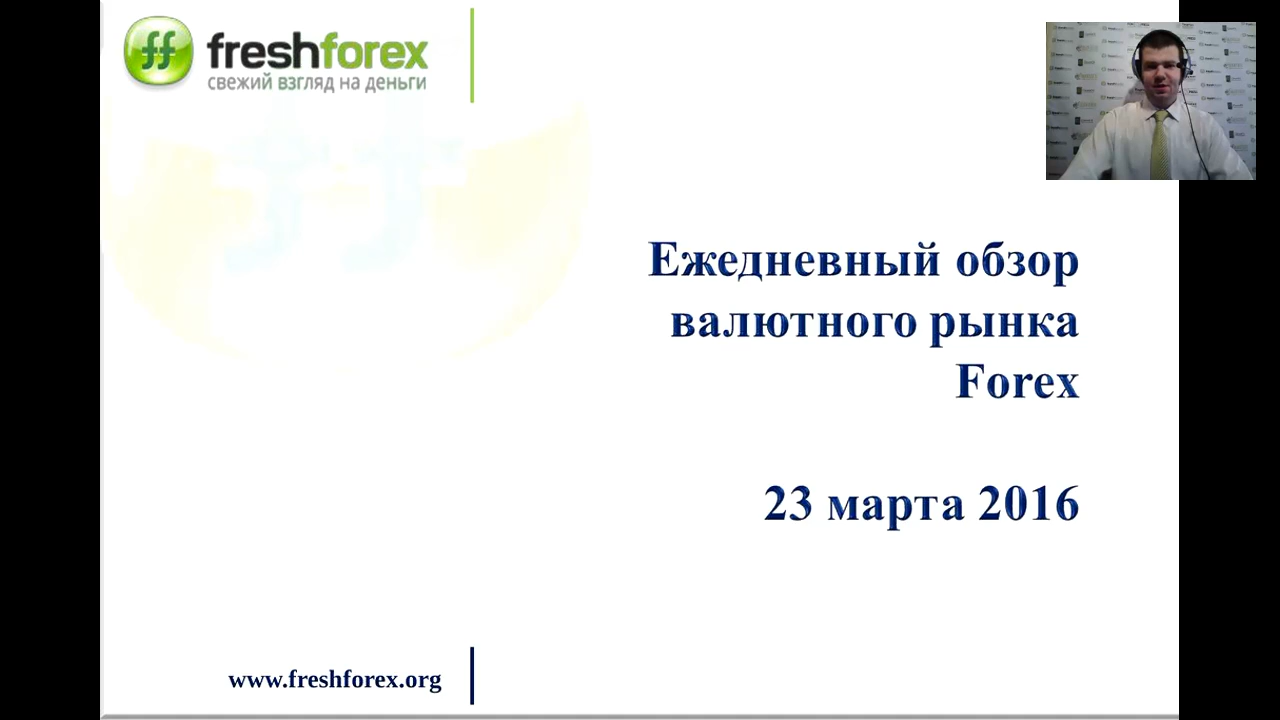 freshforex
свежий взгляд на деньги
Ежедневный обзор
валютного рынка
Forex
23 марта 2016
www.freshforex.org